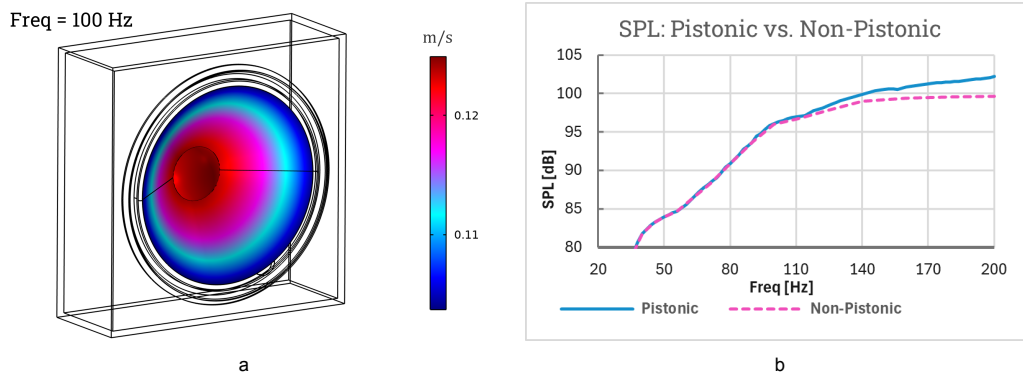 Freq = 100 Hz
m/s
0.12
0.11
a
SPL: Pistonic vs. Non-Pistonic
105
100
95
90
85
80
SPL [dB]
20 50 80 110 140 170 200
Freq [Hz]
Pistonic Non-Pistonic
b